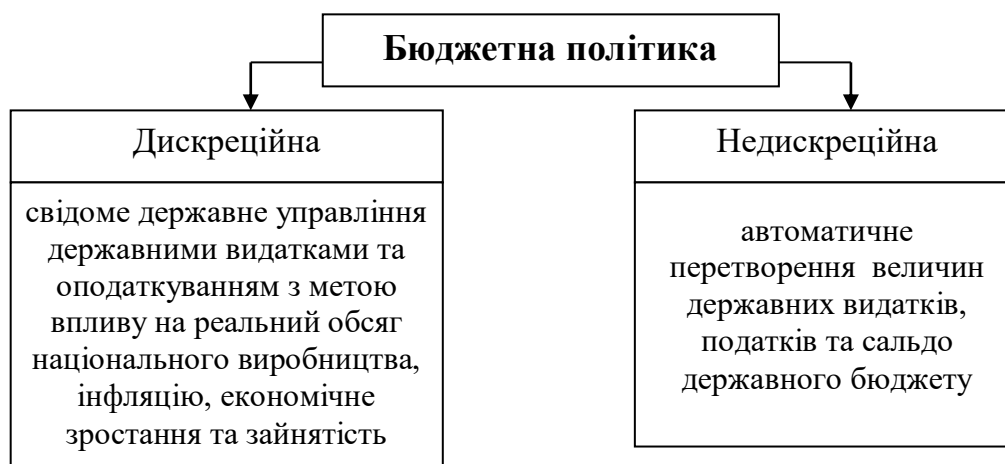 Бюджетна політика
Дискреційна
свідоме державне управління
державними видатками та
оподаткуванням з метою
впливу на реальний обсяг
національного виробництва,
інфляцію, економічне
зростання та зайнятість
Недискреційна
автоматичне
перетворення величин
державних видатків,
податків та сальдо
державного бюджету